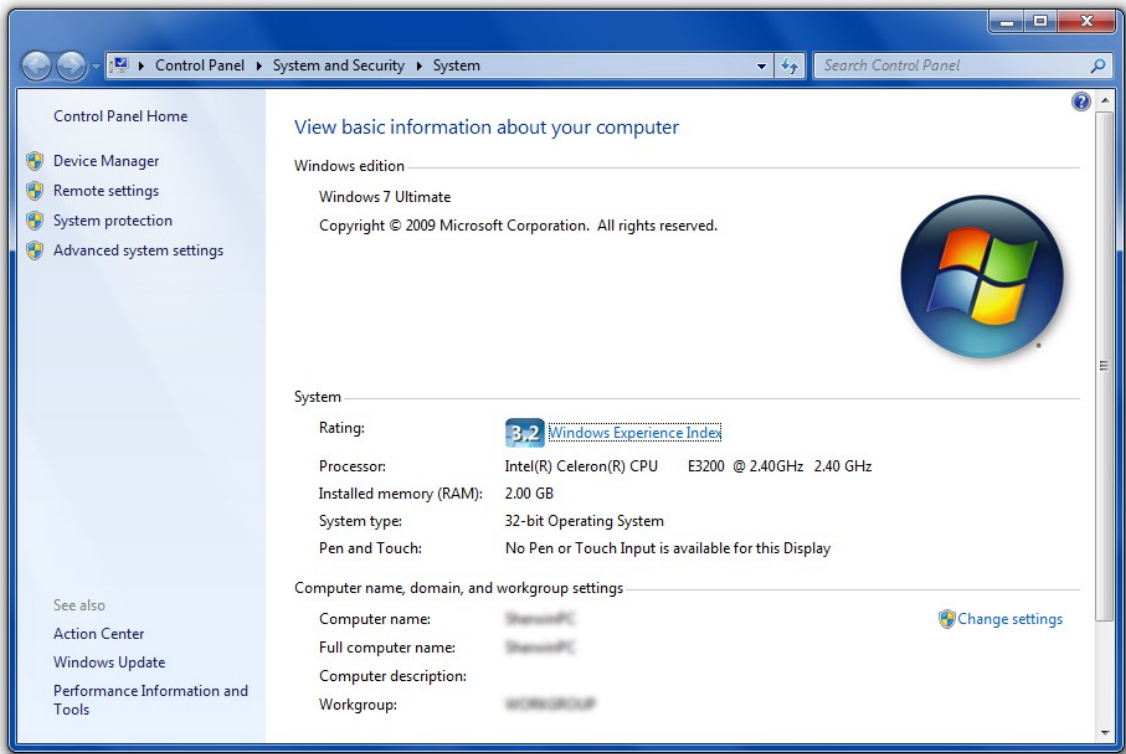 Control Panel ▸ System and Security ▸ System
Search Control Panel
Control Panel Home
Device Manager
Remote settings
System protection
Advanced system settings
See also
Action Center
Windows Update
Performance Information and
Tools
View basic information about your computer
Windows edition
Windows 7 Ultimate
Copyright © 2009 Microsoft Corporation. All rights reserved.
System
Rating: 3.2 Windows Experience Index
Processor: Intel(R) Celeron(R) CPU E3200 @ 2.40GHz 2.40 GHz
Installed memory (RAM): 2.00 GB
System type: 32-bit Operating System
Pen and Touch: No Pen or Touch Input is available for this Display
Computer name, domain, and workgroup settings
Computer name:
Change settings
Full computer name:
Computer description:
Workgroup: